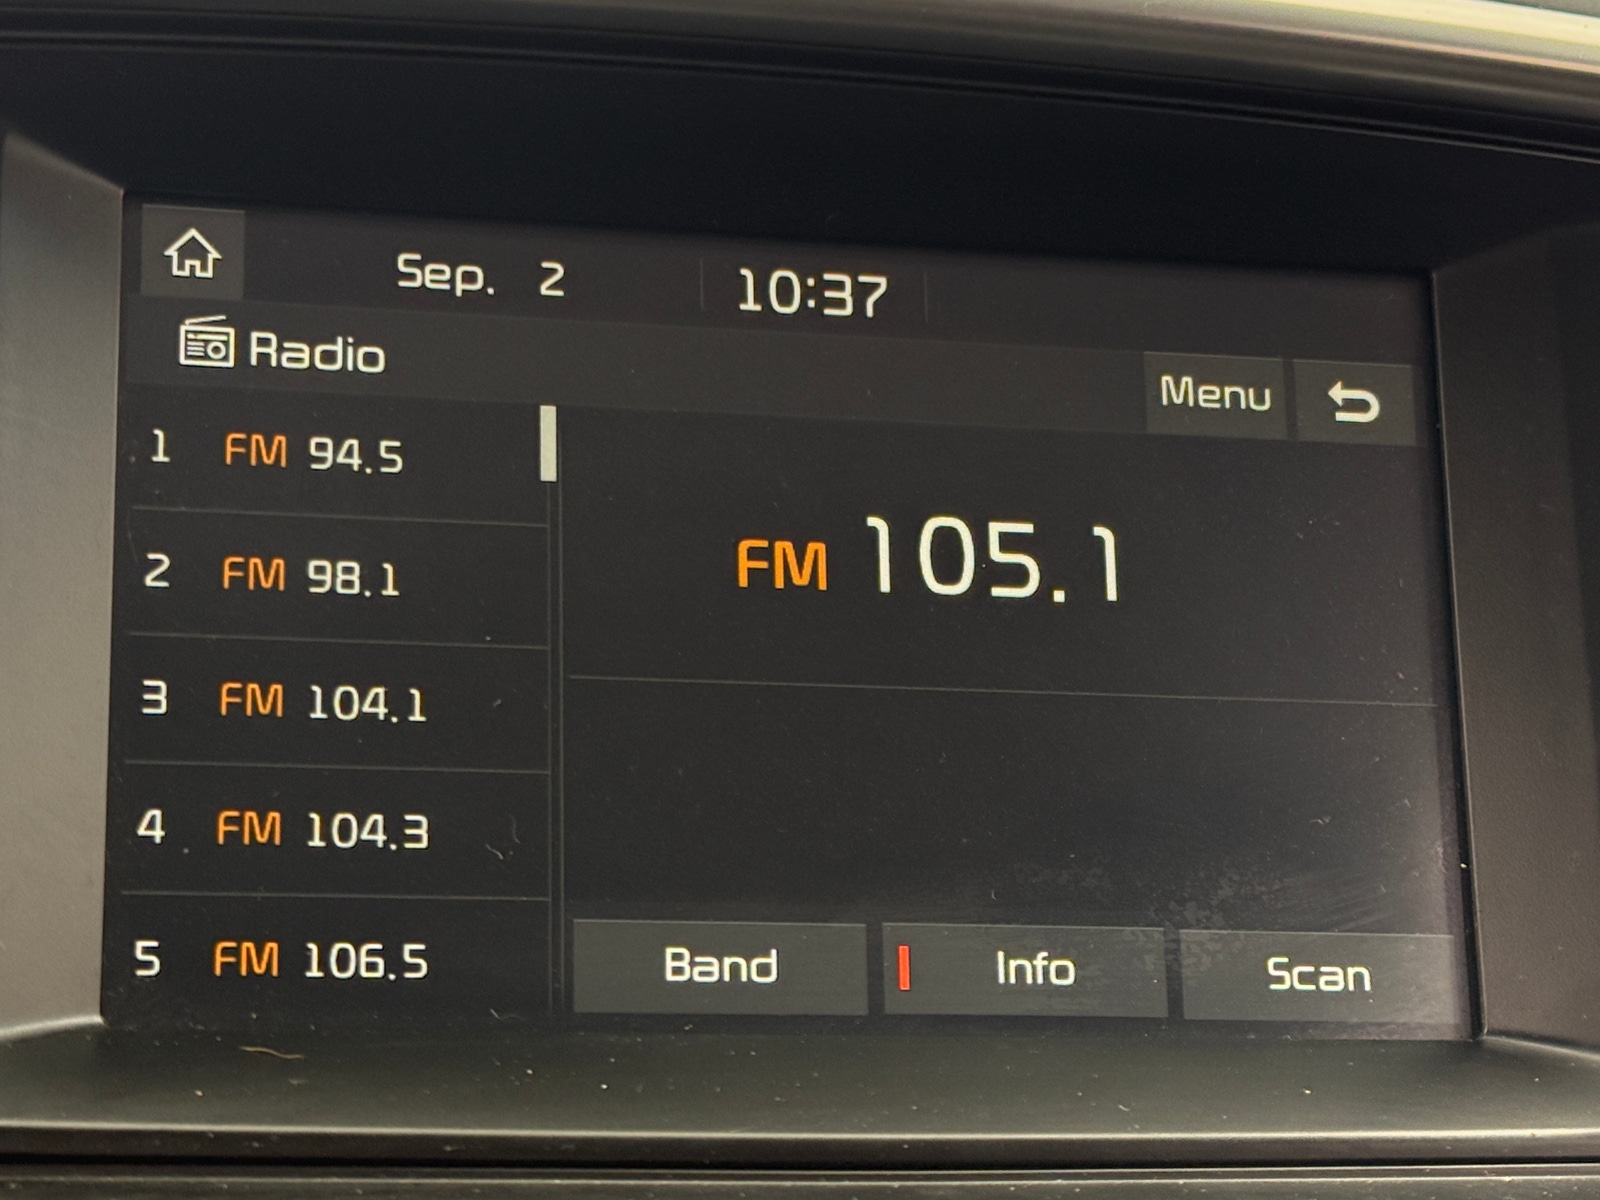 Sep. 2 10:37
Radio
Menu
1 FM 94.5
2 FM 98.1
3 FM 104.1
4 FM 104.3
5 FM 106.5
FM 105.1
Band Info Scan